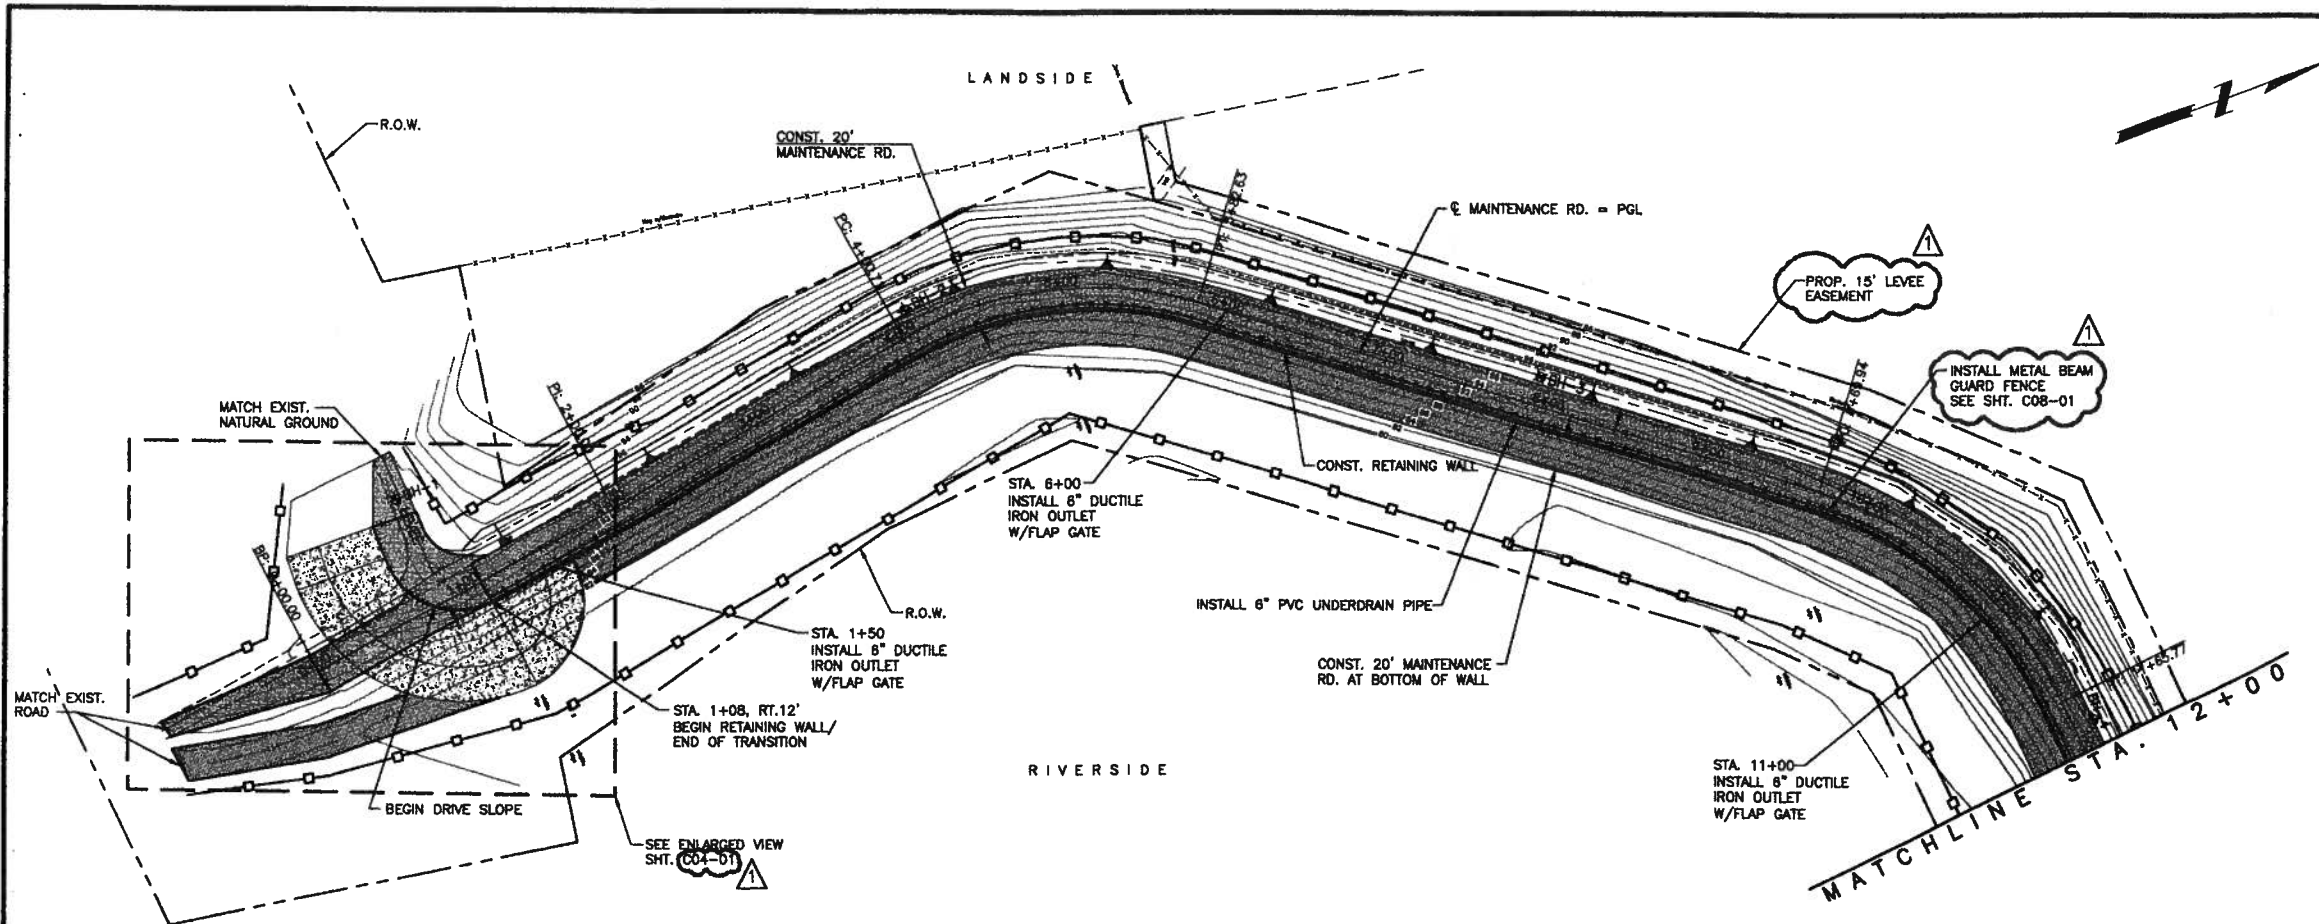 LANDSIDE
R.O.W.
CONST. 20'
MAINTENANCE RD.
℄ MAINTENANCE RD. = PGL
1
PROP. 15' LEVEE
EASEMENT
1
INSTALL METAL BEAM
GUARD FENCE
SEE SHT. C08-01
MATCH EXIST.
NATURAL GROUND
CONST. RETAINING WALL
STA. 6+00
INSTALL 6" DUCTILE
IRON OUTLET
W/FLAP GATE
R.O.W.
INSTALL 6" PVC UNDERDRAIN PIPE
STA. 1+50
INSTALL 6" DUCTILE
IRON OUTLET
W/FLAP GATE
CONST. 20' MAINTENANCE
RD. AT BOTTOM OF WALL
MATCH EXIST.
ROAD
STA. 1+08, RT.12'
BEGIN RETAINING WALL/
END OF TRANSITION
RIVERSIDE
STA. 11+00
INSTALL 6" DUCTILE
IRON OUTLET
W/FLAP GATE
BEGIN DRIVE SLOPE
SEE ENLARGED VIEW
SHT. C04-01
1
MATCHLINE STA. 12+00